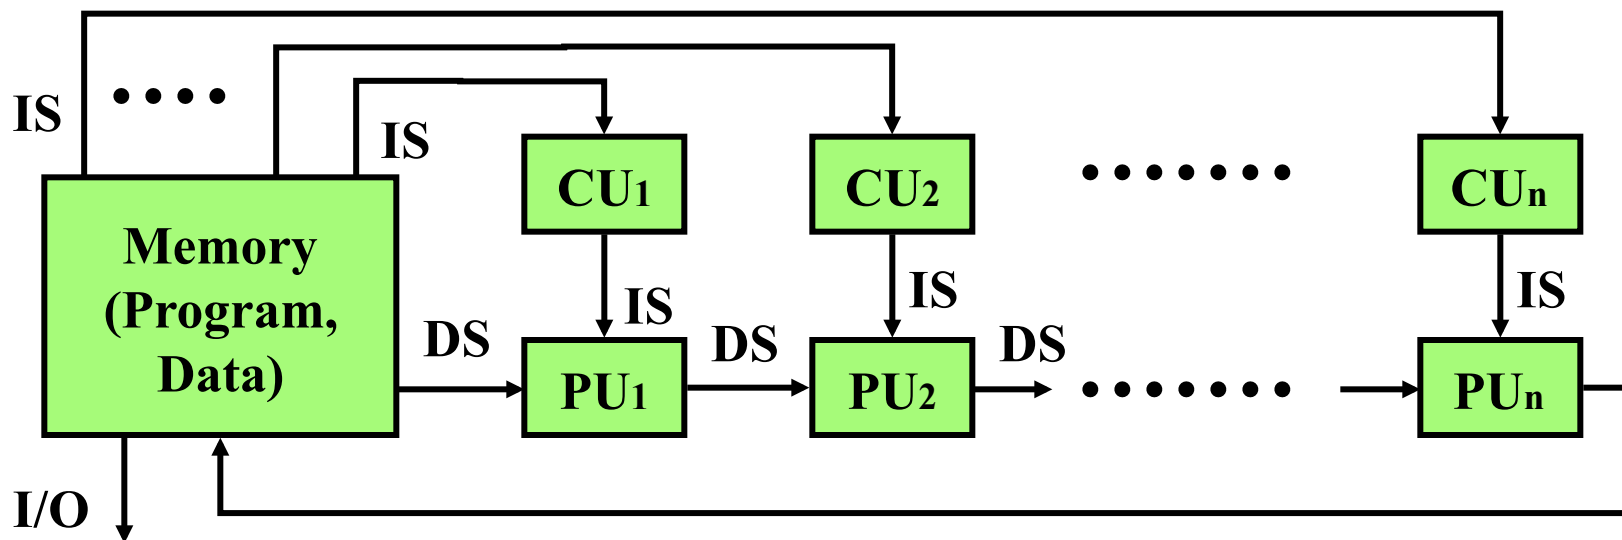 IS
IS
CU1
CU2
CUn
Memory
(Program,
Data)
IS
IS
IS
DS
DS
DS
PU1
PU2
PUn
I/O